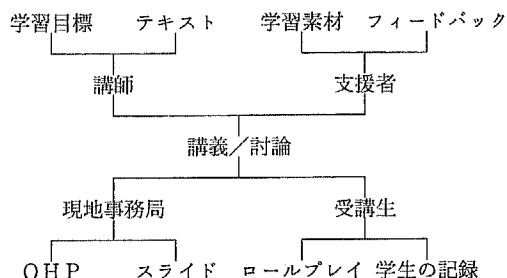 学習目標 テキスト 学習素材 フィードバック
講師 支援者
講義／討論
現地事務局 受講生
OHP スライド ロールプレイ 学生の記録